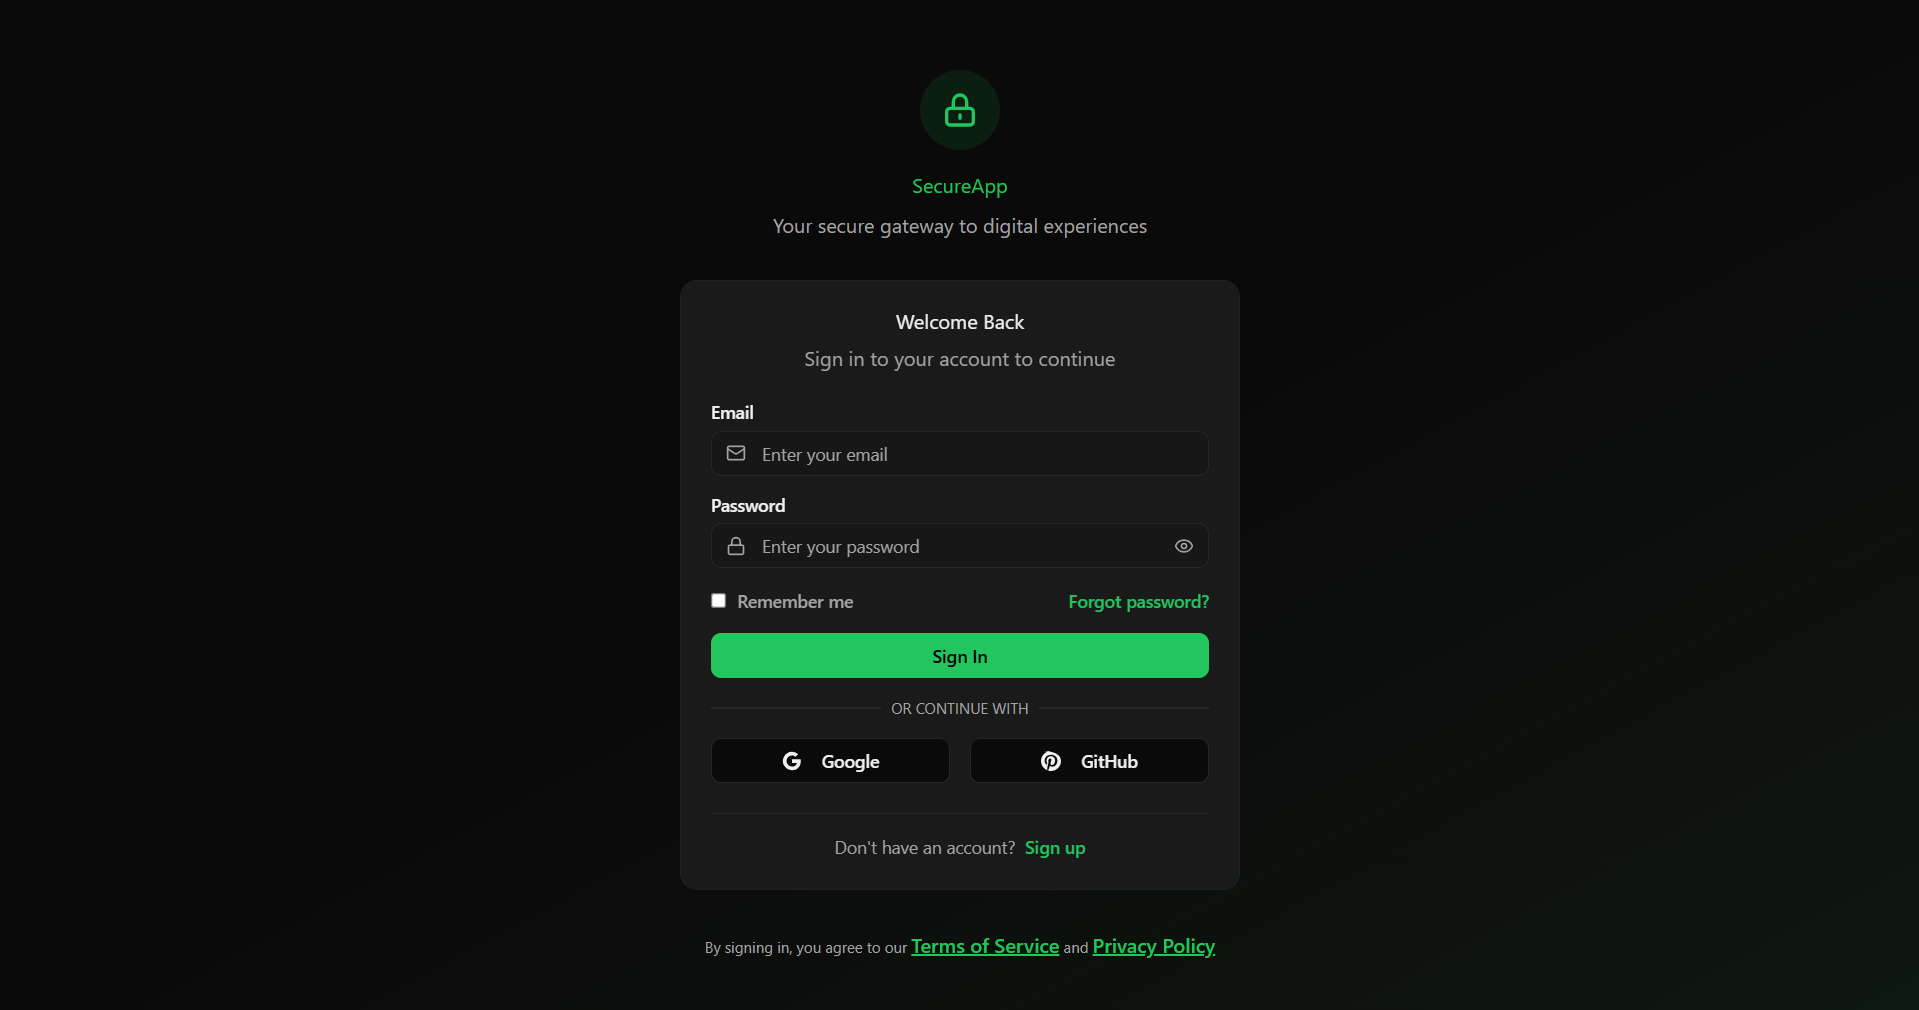 SecureApp
Your secure gateway to digital experiences
Welcome Back
Sign in to your account to continue
Email
Enter your email
Password
Enter your password
Remember me Forgot password?
Sign In
OR CONTINUE WITH
Google GitHub
Don't have an account? Sign up
By signing in, you agree to our Terms of Service and Privacy Policy